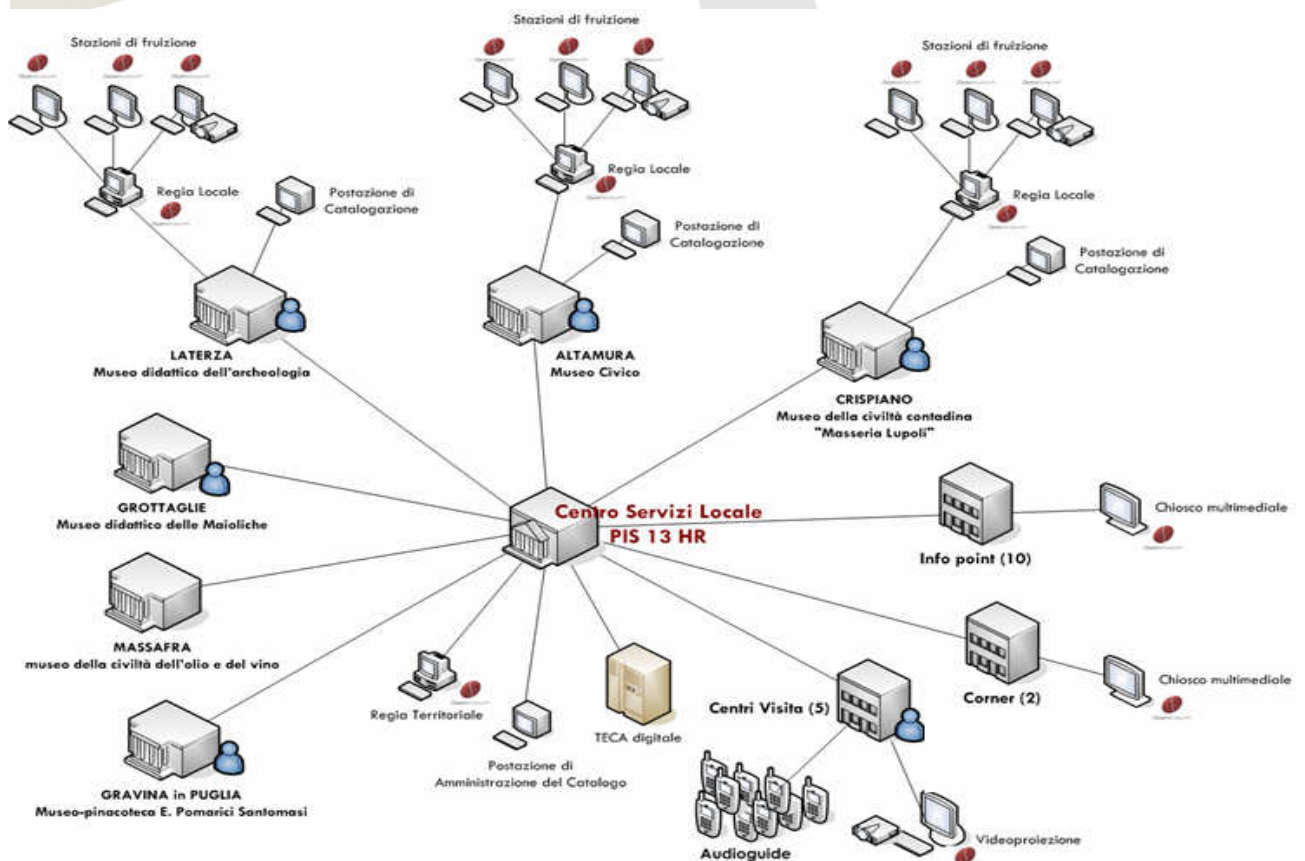 Stazioni di fruizione
Stazioni di fruizione
Stazioni di fruizione
Regia Locale
Postazione di
Catalogazione
Regia Locale
Postazione di
Catalogazione
Regia Locale
Postazione di
Catalogazione
LATERZA
Museo didattico dell'archeologia
ALTAMURA
Museo Civico
CRISPIANO
Museo della civiltà contadina
"Masseria Lupoli"
GROTTAGLIE
Museo didattico delle Maioliche
Centro Servizi Locale
PIS 13 HR
Chiosco multimediale
Info point (10)
MASSAFRA
museo della civiltà dell'olio e del vino
Chiosco multimediale
Corner (2)
Regia Territoriale
TECA digitale
Centri Visita (5)
Postazione di
Amministrazione del Catalogo
GRAVINA in PUGLIA
Museo-pinacoteca E. Pomarici Santomasi
Audioguide
Videoproiezione